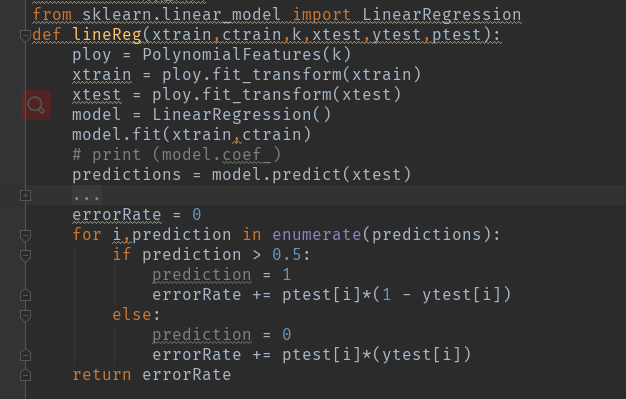 from sklearn.linear_model import LinearRegression
def lineReg(xtrain,ctrain,k,xtest,ytest,ptest):
    ploy = PolynomialFeatures(k)
    xtrain = ploy.fit_transform(xtrain)
    xtest = ploy.fit_transform(xtest)
    model = LinearRegression()
    model.fit(xtrain,ctrain)
    # print (model.coef_)
    predictions = model.predict(xtest)
    ...
    errorRate = 0
    for i,prediction in enumerate(predictions):
        if prediction > 0.5:
            prediction = 1
            errorRate += ptest[i]*(1 - ytest[i])
        else:
            prediction = 0
            errorRate += ptest[i]*(ytest[i])
    return errorRate